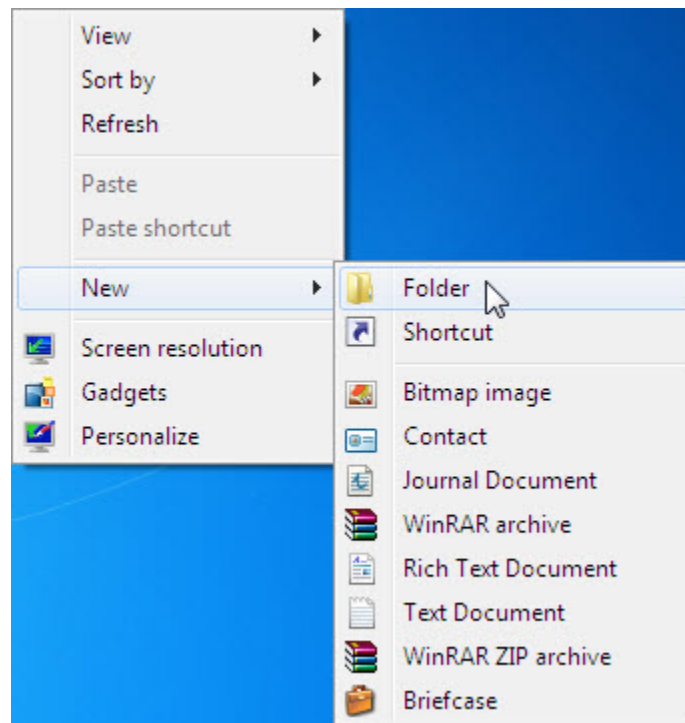 View
Sort by
Refresh
Paste
Paste shortcut
New
Screen resolution
Gadgets
Personalize
Folder
Shortcut
Bitmap image
Contact
Journal Document
WinRAR archive
Rich Text Document
Text Document
WinRAR ZIP archive
Briefcase